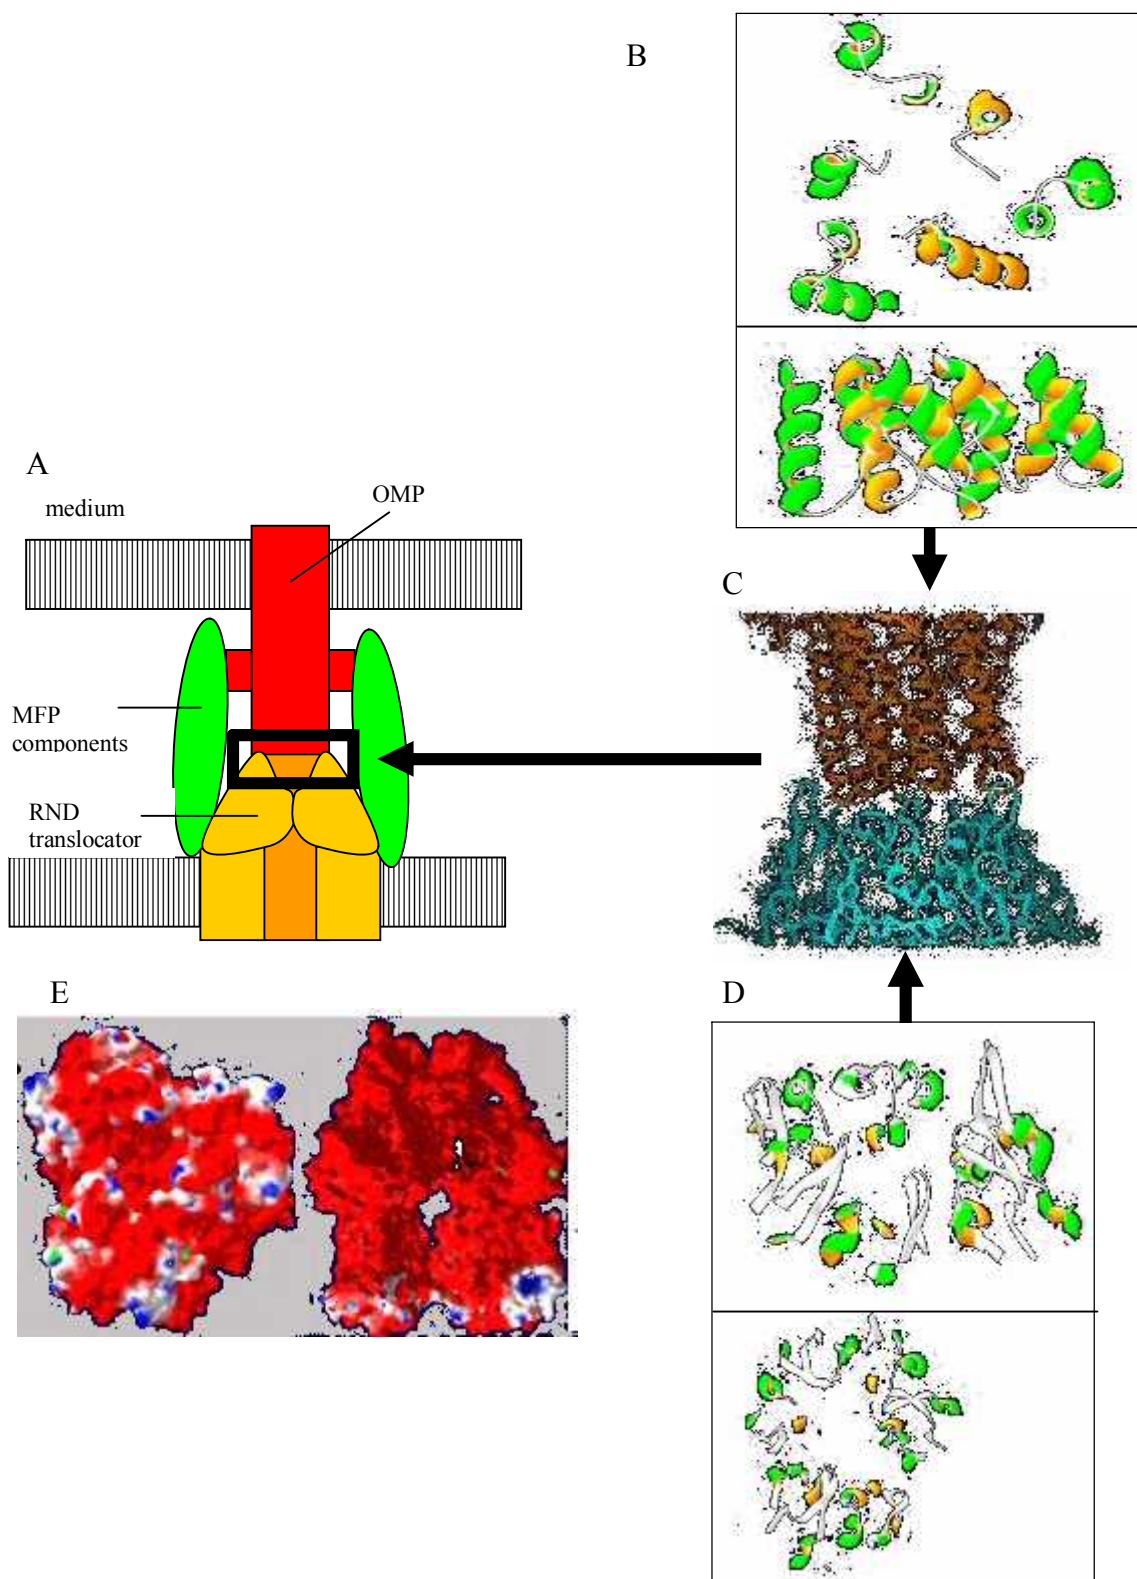 B
A
medium
OMP
C
MFP
components
RND
translocator
E
D